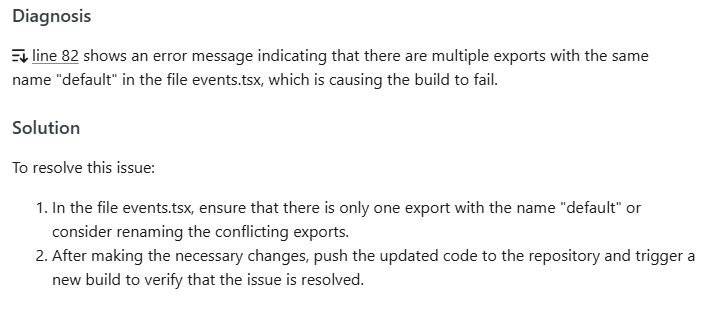 Diagnosis
line 82 shows an error message indicating that there are multiple exports with the same
name "default" in the file events.tsx, which is causing the build to fail.
Solution
To resolve this issue:
1. In the file events.tsx, ensure that there is only one export with the name "default" or
consider renaming the conflicting exports.
2. After making the necessary changes, push the updated code to the repository and trigger a
new build to verify that the issue is resolved.